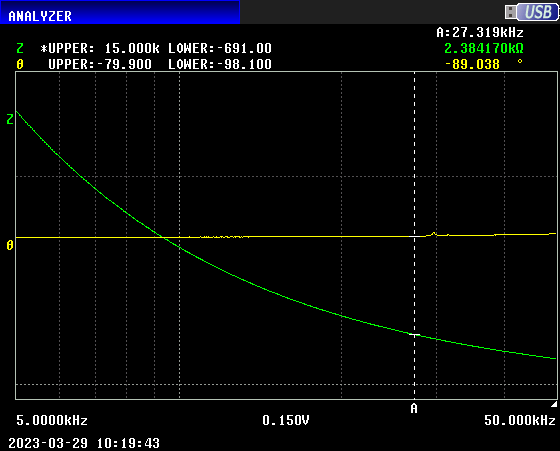 ANALYZER
USB
A:27.319kHz
Z *UPPER: 15.000k LOWER:-691.00 2.384170kΩ
θ UPPER:-79.900 LOWER:-98.100 -89.038 °
Z
θ
A
5.0000kHz 0.150V 50.000kHz
2023-03-29 10:19:43